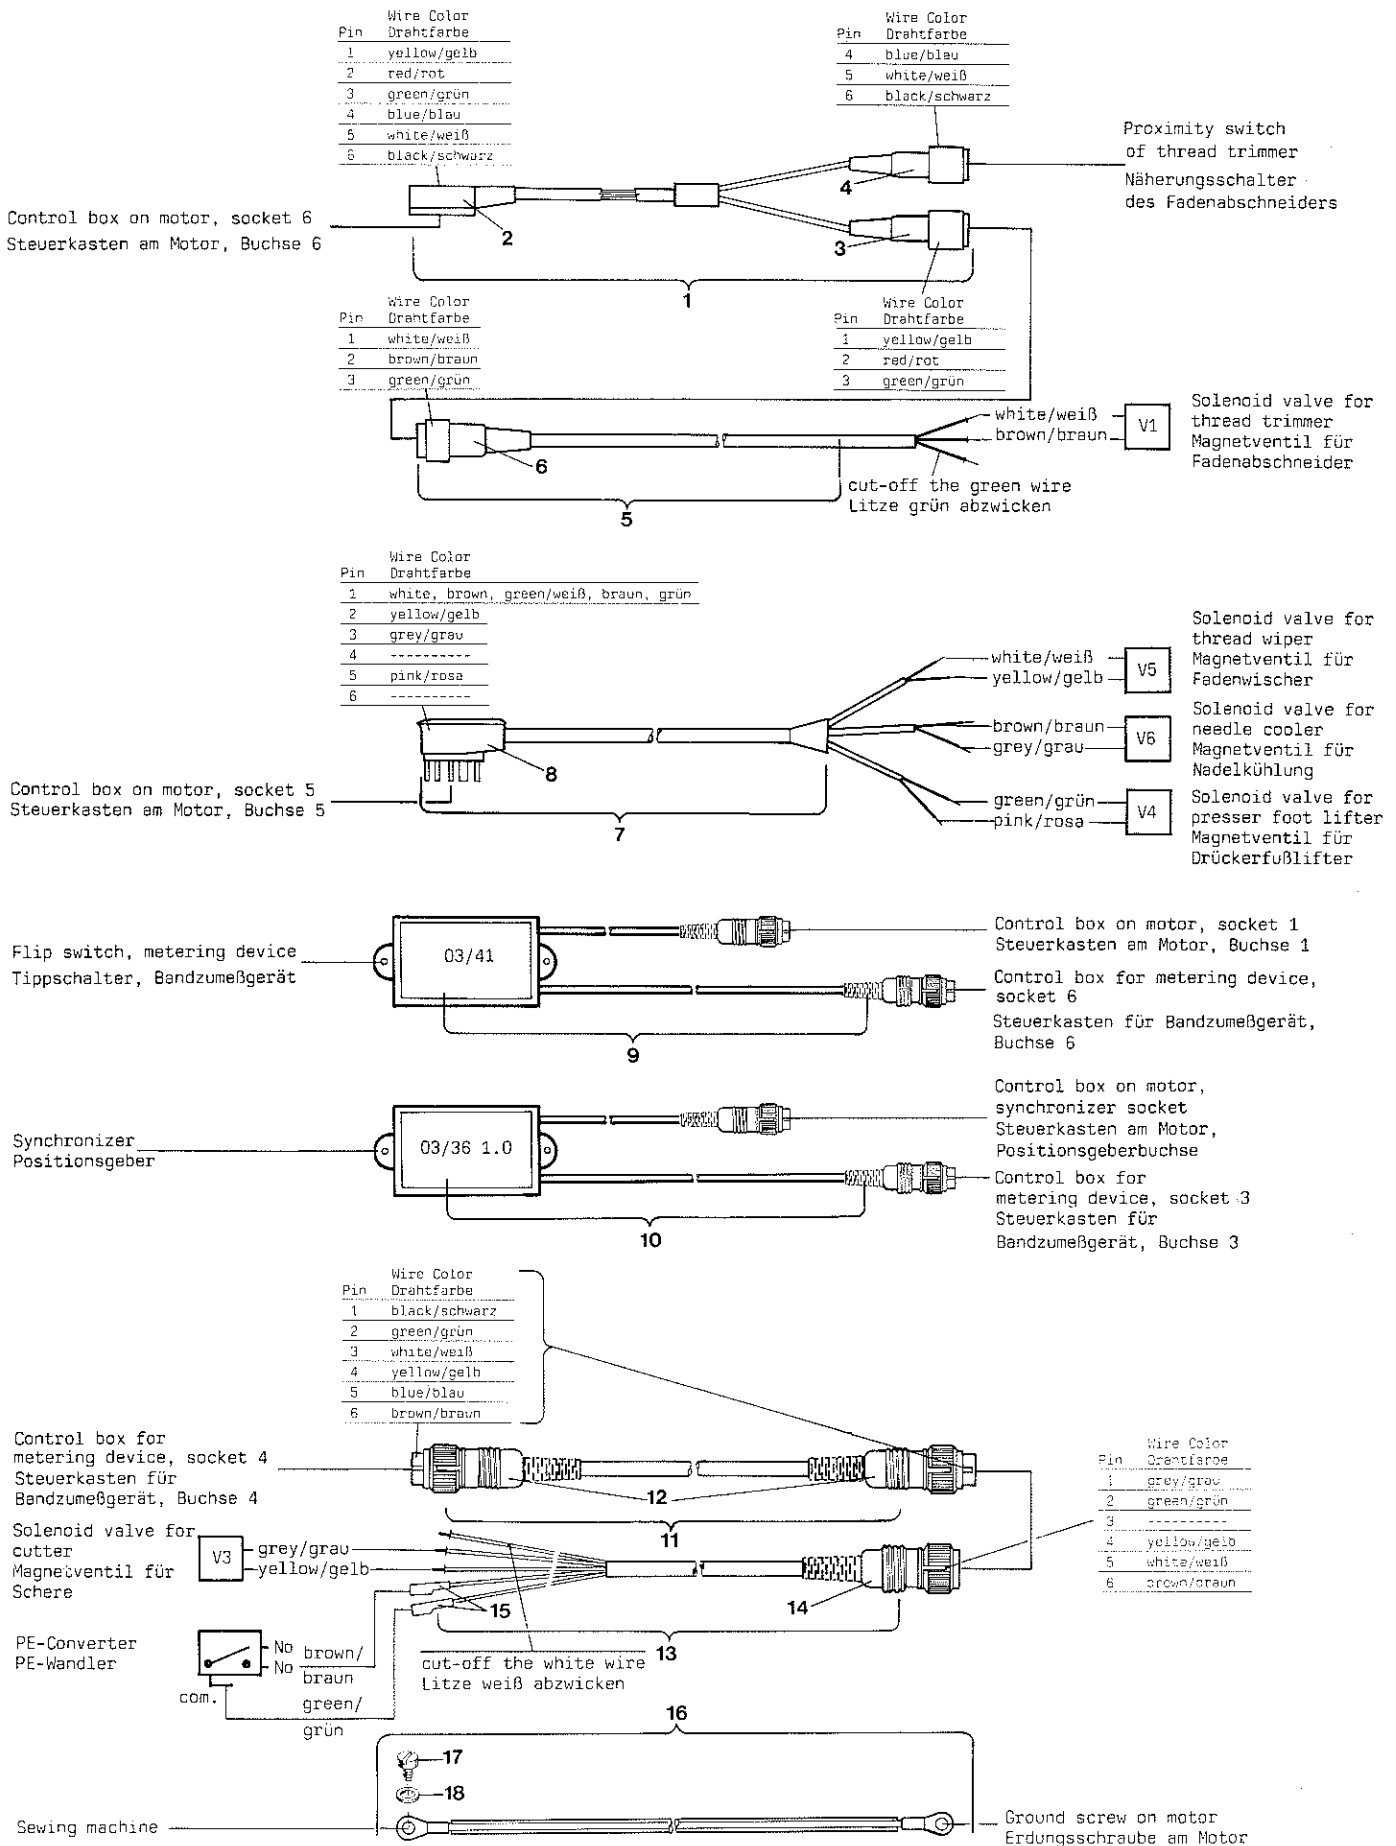 Wire Color
Pin Drahtfarbe
1 yellow/gelb
2 red/rot
3 green/grün
4 blue/blau
5 white/weiß
6 black/schwarz
Wire Color
Pin Drahtfarbe
4 blue/blau
5 white/weiß
6 black/schwarz
Proximity switch
of thread trimmer
Näherungsschalter
des Fadenabschneiders
Control box on motor, socket 6
Steuerkasten am Motor, Buchse 6
2
4
3
1
Wire Color
Pin Drahtfarbe
1 white/weiß
2 brown/braun
3 green/grün
Wire Color
Pin Drahtfarbe
1 yellow/gelb
2 red/rot
3 green/grün
6
5
white/weiß
brown/braun
V1
Solenoid valve for
thread trimmer
Magnetventil für
Fadenabschneider
cut-off the green wire
Litze grün abzwicken
Wire Color
Pin Drahtfarbe
1 white, brown, green/weiß, braun, grün
2 yellow/gelb
3 grey/grau
4 ----------
5 pink/rosa
6 ----------
Control box on motor, socket 5
Steuerkasten am Motor, Buchse 5
8
7
white/weiß
yellow/gelb
V5
Solenoid valve for
thread wiper
Magnetventil für
Fadenwischer
brown/braun
grey/grau
V6
Solenoid valve for
needle cooler
Magnetventil für
Nadelkühlung
green/grün
pink/rosa
V4
Solenoid valve for
presser foot lifter
Magnetventil für
Drückerfußlifter
Flip switch, metering device
Tippschalter, Bandzumeßgerät
03/41
9
Control box on motor, socket 1
Steuerkasten am Motor, Buchse 1
Control box for metering device,
socket 6
Steuerkasten für Bandzumeßgerät,
Buchse 6
Synchronizer
Positionsgeber
03/36 1.0
10
Control box on motor,
synchronizer socket
Steuerkasten am Motor,
Positionsgeberbuchse
Control box for
metering device, socket 3
Steuerkasten für
Bandzumeßgerät, Buchse 3
Wire Color
Pin Drahtfarbe
1 black/schwarz
2 green/grün
3 white/weiß
4 yellow/gelb
5 blue/blau
6 brown/braun
Control box for
metering device, socket 4
Steuerkasten für
Bandzumeßgerät, Buchse 4
12
11
Wire Color
Pin Drahtfarbe
1 grey/grau
2 green/grün
3 ----------
4 yellow/gelb
5 white/weiß
6 brown/braun
Solenoid valve for
cutter
Magnetventil für
Schere
V3
grey/grau
yellow/gelb
15
14
13
cut-off the white wire
Litze weiß abzwicken
PE-Converter
PE-Wandler
No
No
com.
brown/
braun
green/
grün
16
17
18
Sewing machine
Ground screw on motor
Erdungsschraube am Motor